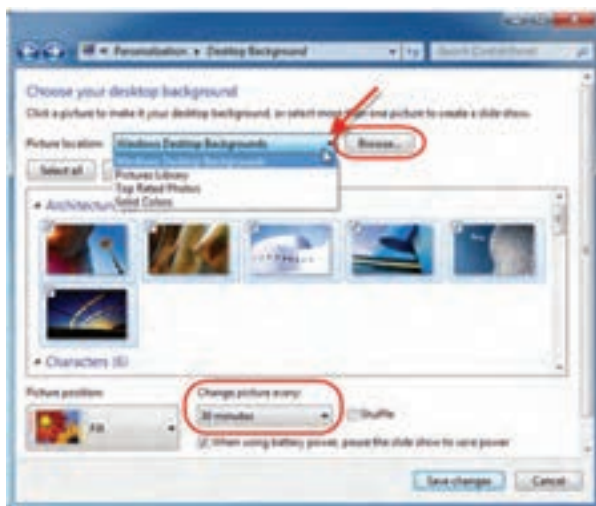 Personalization ▸ Desktop Background
Search Control Panel
Choose your desktop background
Click a picture to make it your desktop background, or select more than one picture to create a slide show.
Picture location: Windows Desktop Backgrounds Browse...
Windows Desktop Backgrounds
Select all
Pictures Library
Top Rated Photos
Solid Colors
Architecture
Characters (6)
Picture position: Change picture every:
Fill 30 minutes Shuffle
When using battery power, pause the slide show to save power
Save changes Cancel